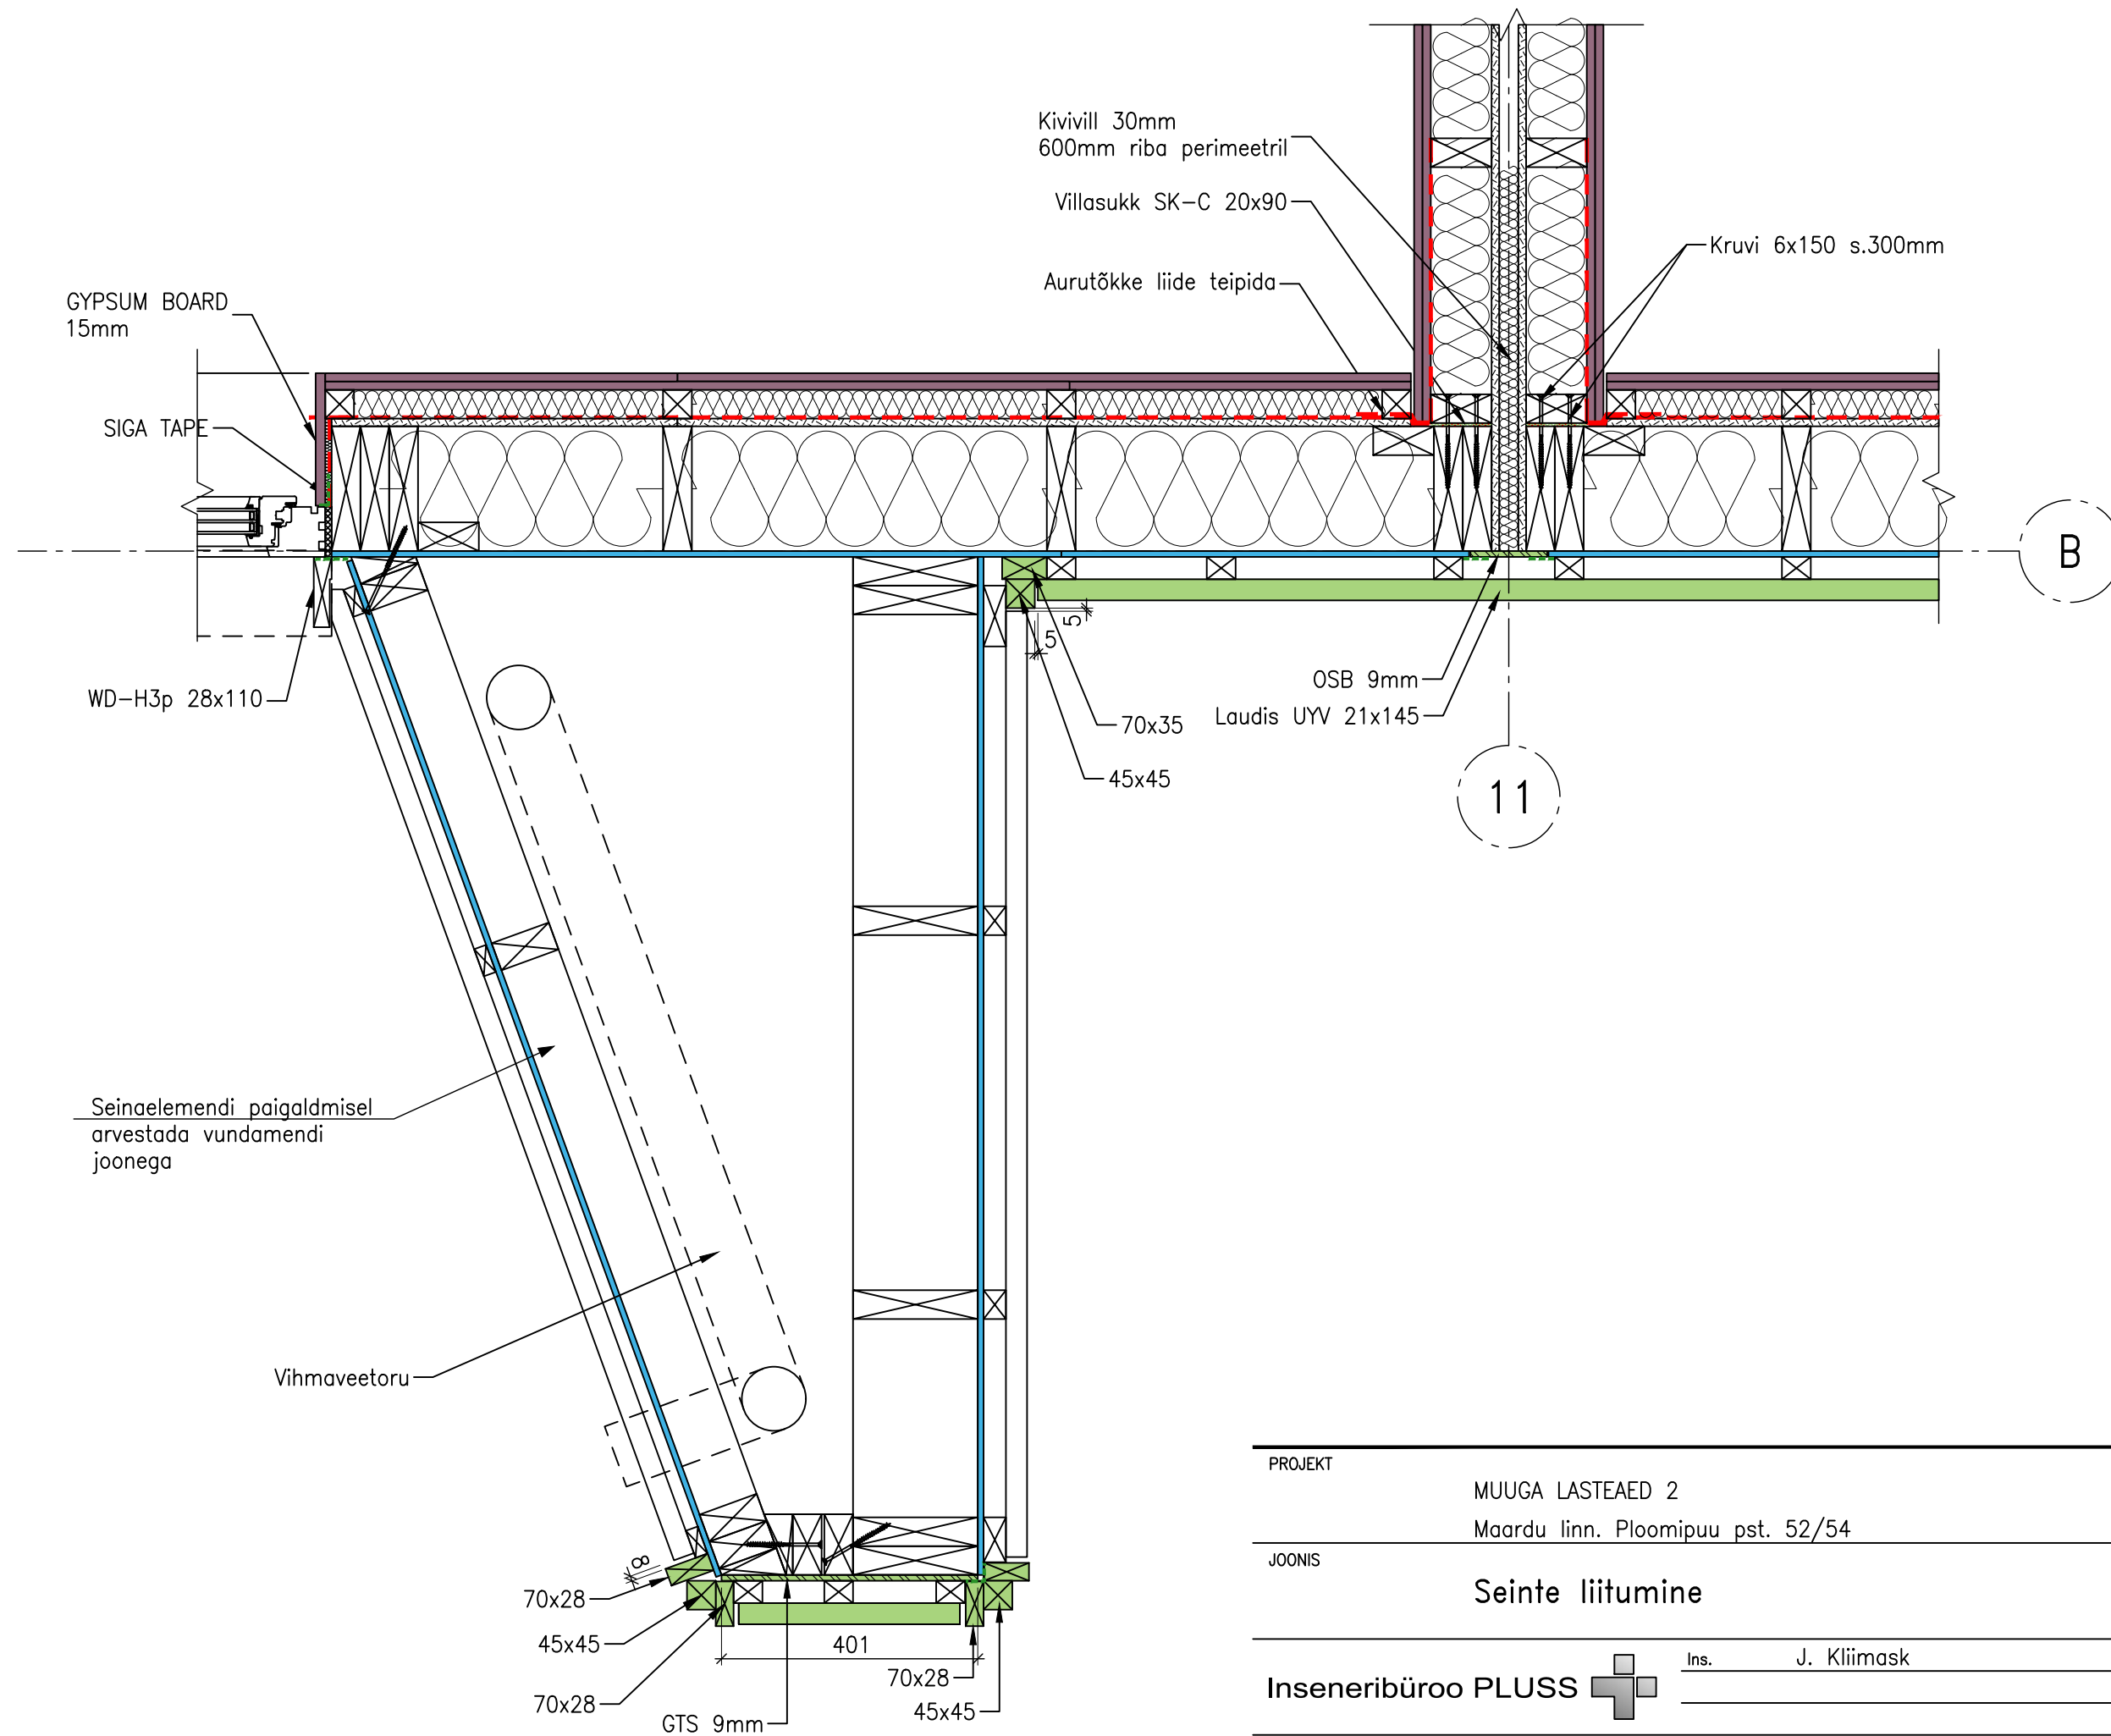 Kivivill 30mm
600mm riba perimeetril
Villasukk SK-C 20x90
Kruvi 6x150 s.300mm
Aurutõkke liide teipida
GYPSUM BOARD
15mm
SIGA TAPE
B
5
5
OSB 9mm
WD-H3p 28x110
Laudis UYV 21x145
70x35
45x45
11
Seinaelemendi paigaldmisel
arvestada vundamendi
joonega
Vihmaveetoru
8
70x28
45x45
401
70x28
70x28
45x45
GTS 9mm
PROJEKT
MUUGA LASTEAED 2
Maardu linn. Ploomipuu pst. 52/54
JOONIS
Seinte liitumine
Inseneribüroo PLUSS
Ins. J. Kliimask